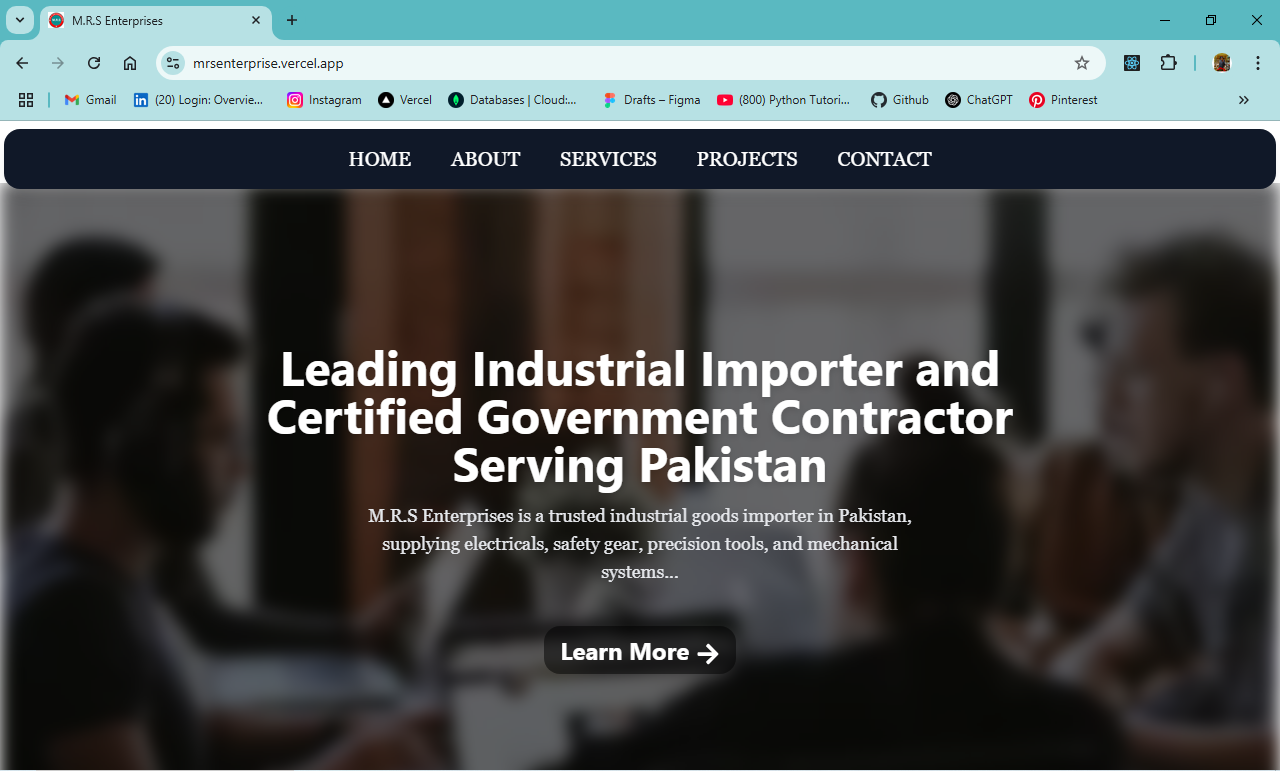 M.R.S Enterprises
mrsenterprise.vercel.app
Gmail (20) Login: Overvie... Instagram Vercel Databases | Cloud:... Drafts – Figma (800) Python Tutori... Github ChatGPT Pinterest
HOME ABOUT SERVICES PROJECTS CONTACT
Leading Industrial Importer and
Certified Government Contractor
Serving Pakistan
M.R.S Enterprises is a trusted industrial goods importer in Pakistan,
supplying electricals, safety gear, precision tools, and mechanical
systems...
Learn More →